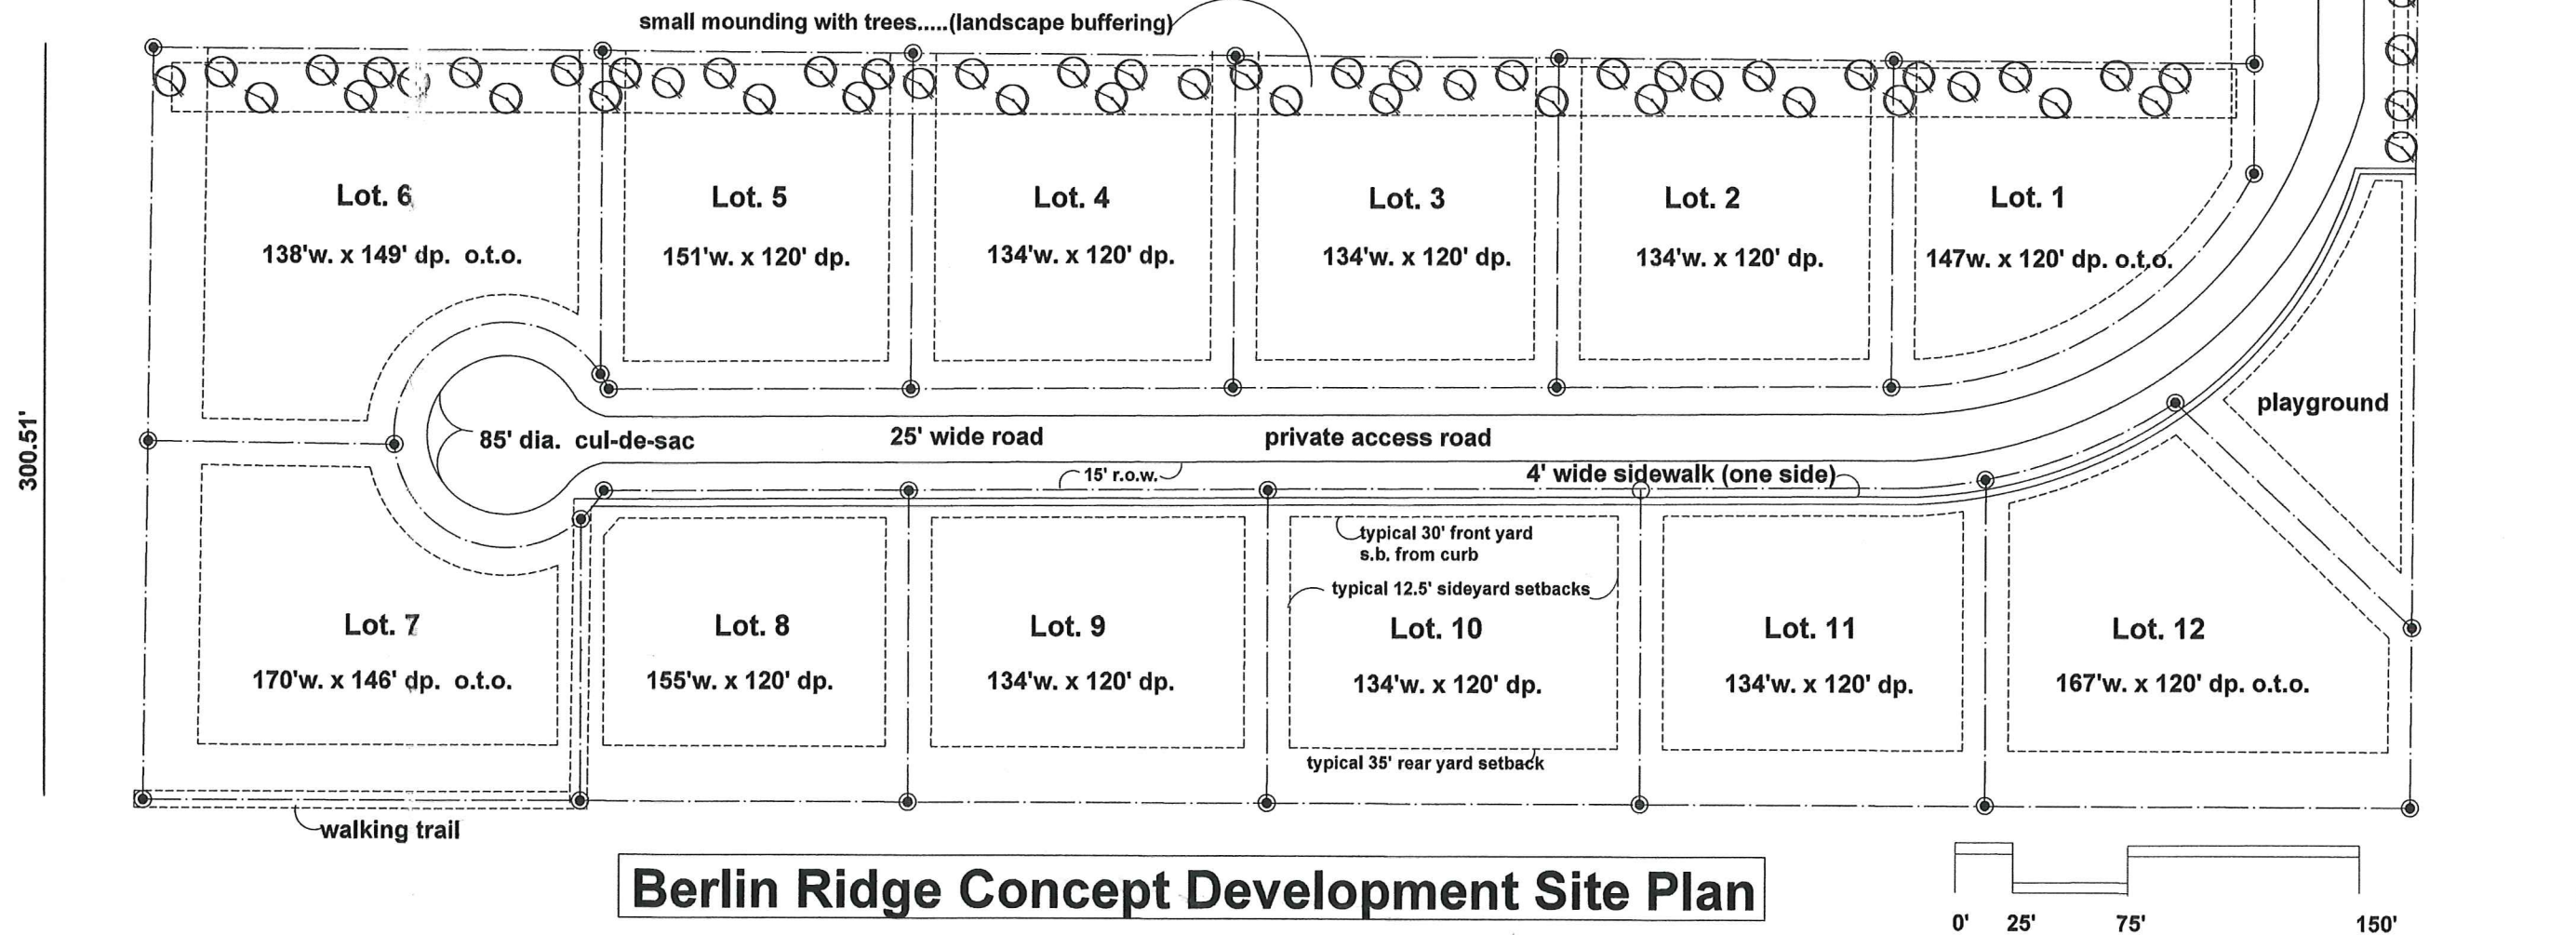 small mounding with trees.....(landscape buffering)
300.51'
Lot. 6
138'w. x 149' dp. o.t.o.
Lot. 5
151'w. x 120' dp.
Lot. 4
134'w. x 120' dp.
Lot. 3
134'w. x 120' dp.
Lot. 2
134'w. x 120' dp.
Lot. 1
147w. x 120' dp. o.t.o.
playground
85' dia. cul-de-sac
25' wide road
private access road
15' r.o.w.
4' wide sidewalk (one side)
typical 30' front yard
s.b. from curb
typical 12.5' sideyard setbacks
Lot. 7
170'w. x 146' dp. o.t.o.
Lot. 8
155'w. x 120' dp.
Lot. 9
134'w. x 120' dp.
Lot. 10
134'w. x 120' dp.
Lot. 11
134'w. x 120' dp.
Lot. 12
167'w. x 120' dp. o.t.o.
typical 35' rear yard setback
walking trail
Berlin Ridge Concept Development Site Plan
0' 25' 75' 150'